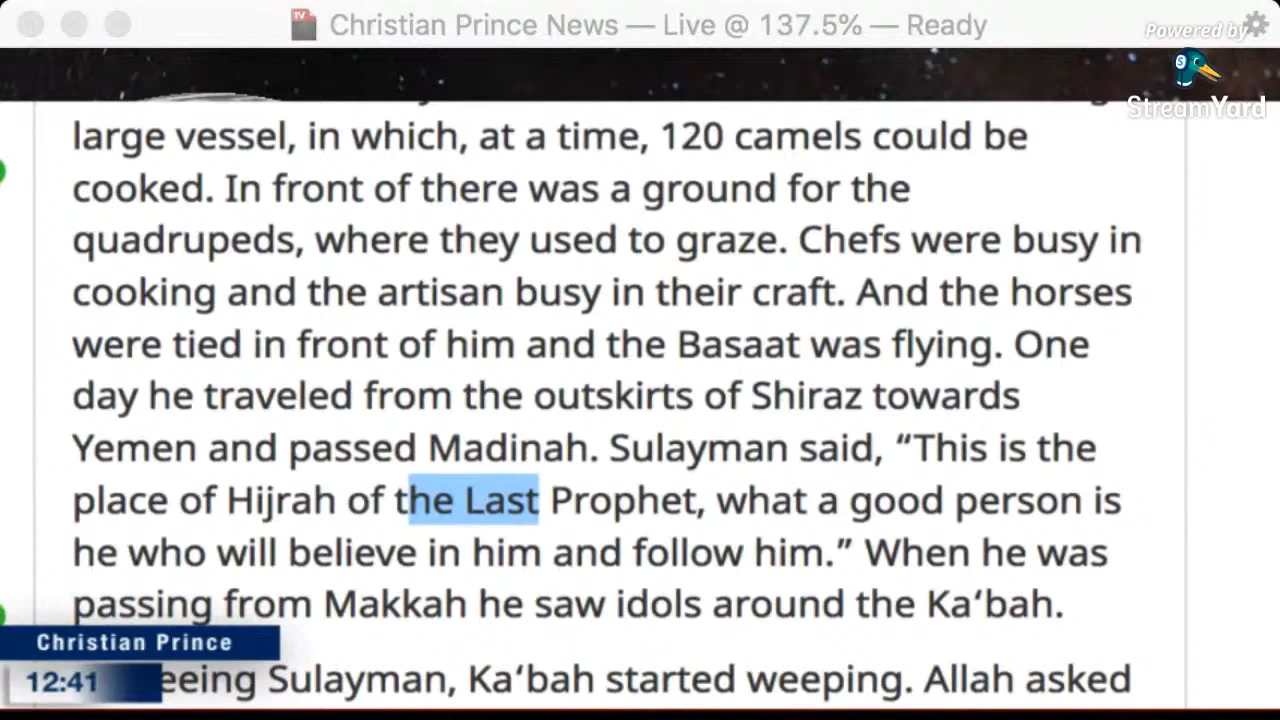 Christian Prince News — Live @ 137.5% — Ready
Powered by
StreamYard
large vessel, in which, at a time, 120 camels could be
cooked. In front of there was a ground for the
quadrupeds, where they used to graze. Chefs were busy in
cooking and the artisan busy in their craft. And the horses
were tied in front of him and the Basaat was flying. One
day he traveled from the outskirts of Shiraz towards
Yemen and passed Madinah. Sulayman said, “This is the
place of Hijrah of the Last Prophet, what a good person is
he who will believe in him and follow him.” When he was
passing from Makkah he saw idols around the Ka‘bah.
Christian Prince
12:41
Sulayman, Ka‘bah started weeping. Allah asked